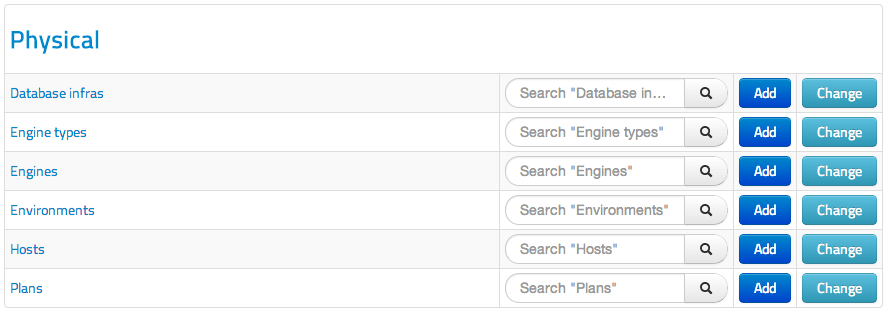 Physical
Database infras Search "Database in... Add Change
Engine types Search "Engine types" Add Change
Engines Search "Engines" Add Change
Environments Search "Environments" Add Change
Hosts Search "Hosts" Add Change
Plans Search "Plans" Add Change